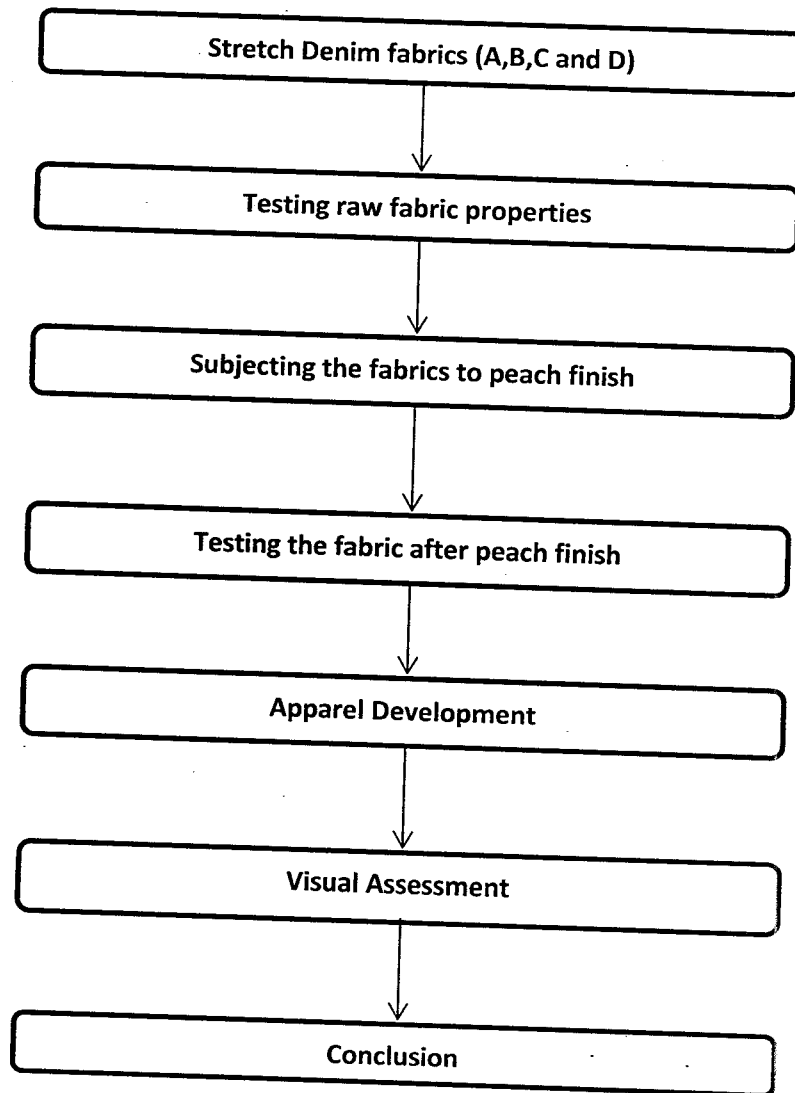 Stretch Denim fabrics (A,B,C and D)
Testing raw fabric properties
Subjecting the fabrics to peach finish
Testing the fabric after peach finish
Apparel Development
Visual Assessment
Conclusion